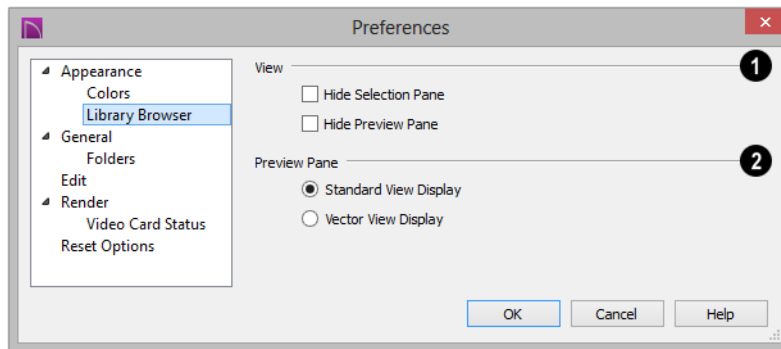 Preferences
Appearance
Colors
Library Browser
General
Folders
Edit
Render
Video Card Status
Reset Options
View
1
Hide Selection Pane
Hide Preview Pane
Preview Pane
2
Standard View Display
Vector View Display
OK
Cancel
Help